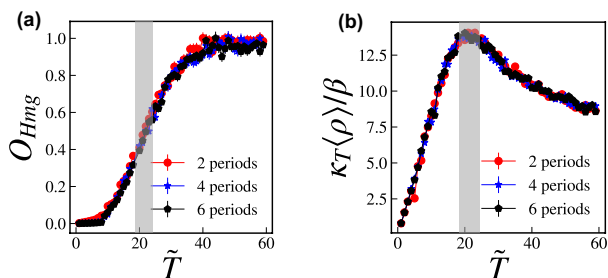 (a)
O_{Hmg}
1.0
0.8
0.6
0.4
0.2
0.0
2 periods
4 periods
6 periods
0 20 40 60
T̃
(b)
κ_T⟨ρ⟩/β
12.5
10.0
7.5
5.0
2.5
2 periods
4 periods
6 periods
0 20 40 60
T̃